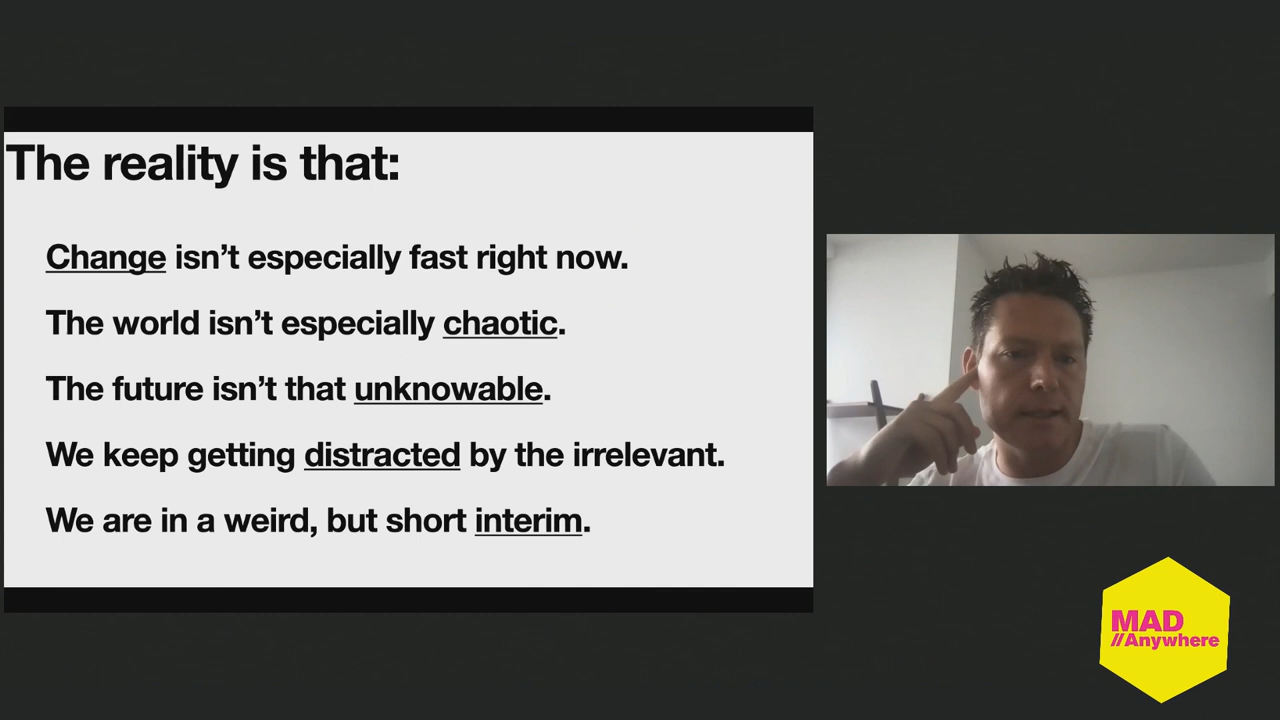 The reality is that:
Change isn’t especially fast right now.
The world isn’t especially chaotic.
The future isn’t that unknowable.
We keep getting distracted by the irrelevant.
We are in a weird, but short interim.
MAD
//Anywhere